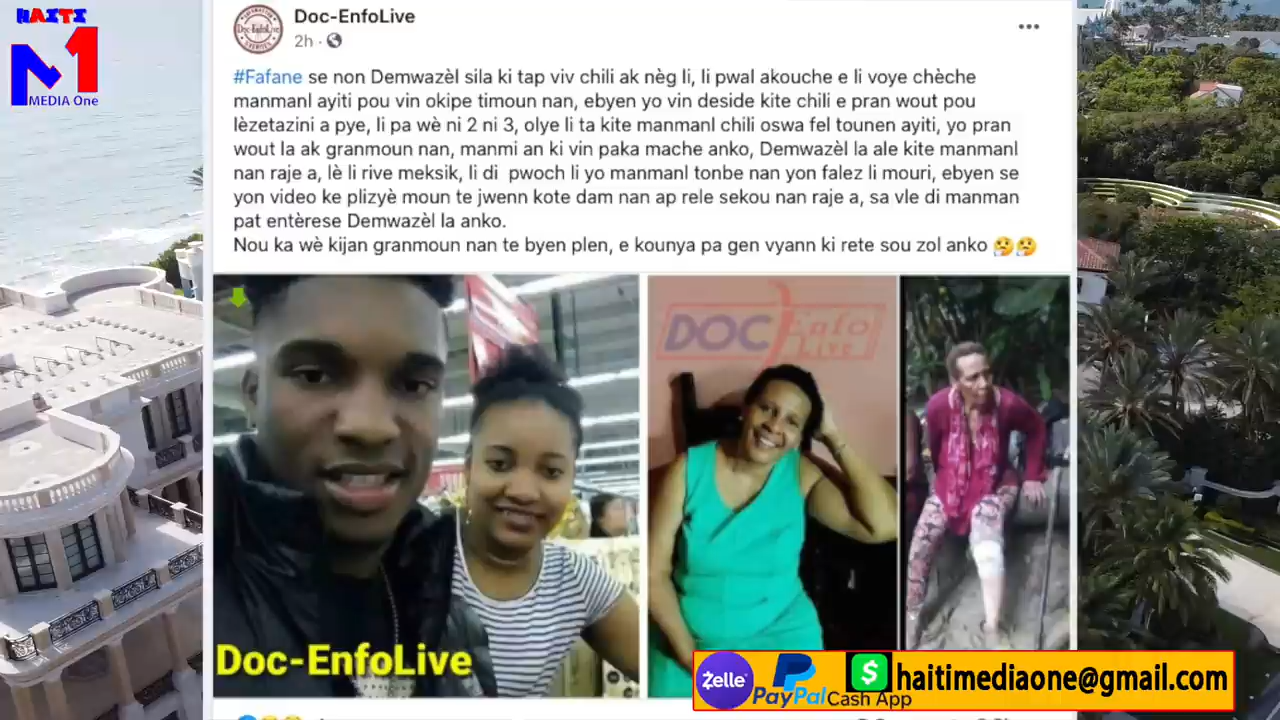 HAITI
M1
MEDIA One
Doc-EnfoLive
2h ·
#Fafane se non Demwazèl sila ki tap viv chili ak nèg li, li pwal akouche e li voye chèche
manmanl ayiti pou vin okipe timoun nan, ebyen yo vin deside kite chili e pran wout pou
lèzetazini a pye, li pa wè ni 2 ni 3, olye li ta kite manmanl chili oswa fel tounen ayiti, yo pran
wout la ak granmoun nan, manmi an ki vin paka mache anko, Demwazèl la ale kite manmanl
nan raje a, lè li rive meksik, li di pwoch li yo manmanl tonbe nan yon falez li mouri, ebyen se
yon video ke plizyè moun te jwenn kote dam nan ap rele sekou nan raje a, sa vle di manman
pat entèrese Demwazèl la anko.
Nou ka wè kijan granmoun nan te byen plen, e kounya pa gen vyann ki rete sou zol anko 🤔🤔
DOC Enfo
Doc-EnfoLive
Zelle
PayPal
$
Cash App
haitimediaone@gmail.com